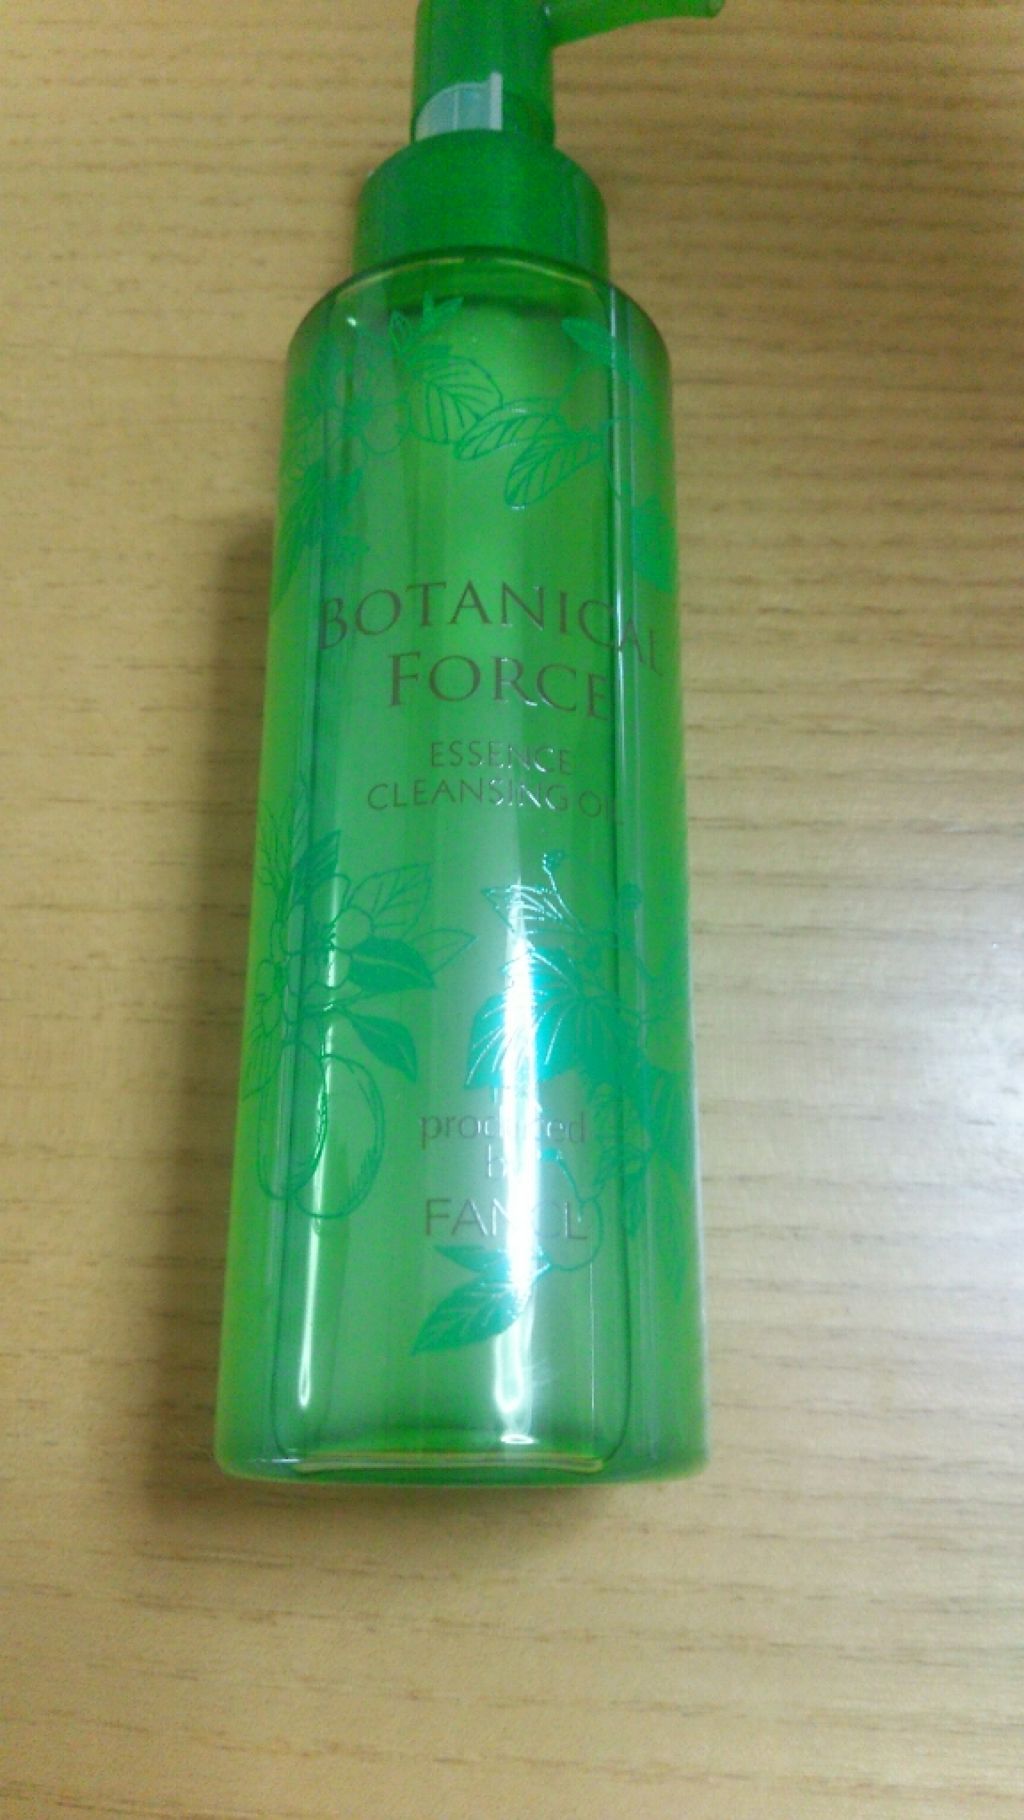 BOTANICAL
FORCE
ESSENCE
CLEANSING OIL
produced
by
FANCL